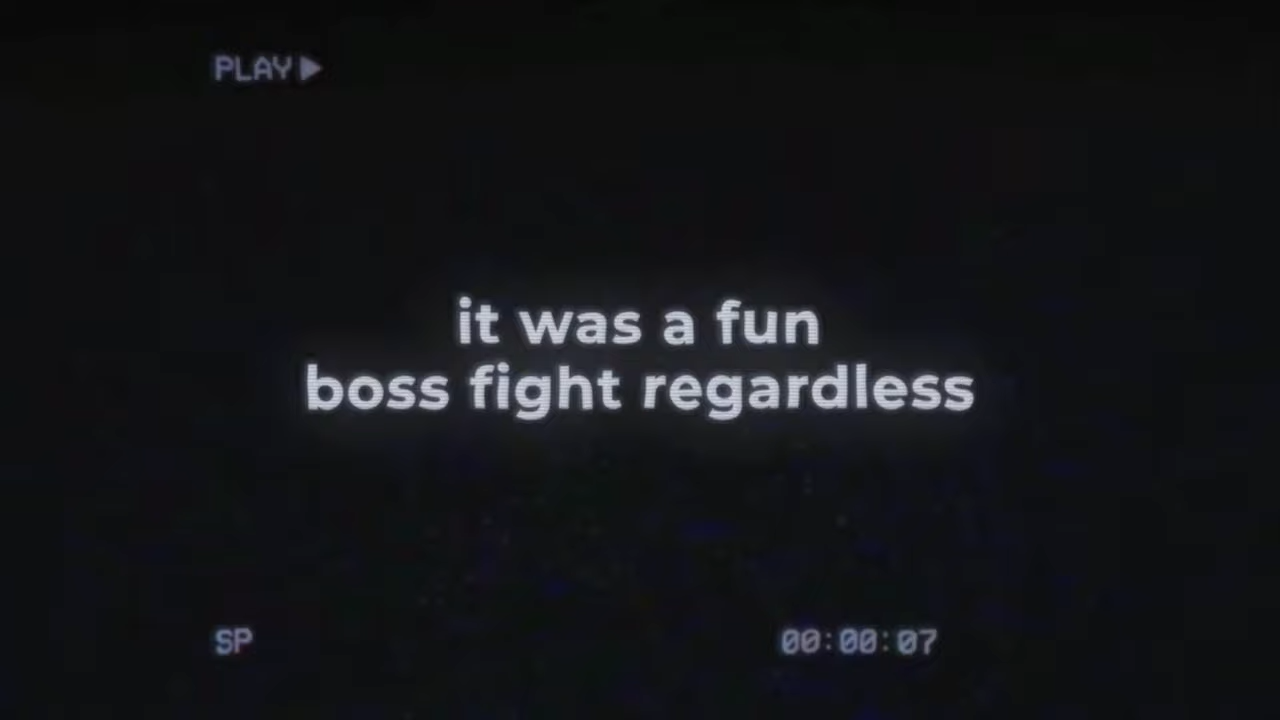 PLAY▶
it was a fun
boss fight regardless
SP
00:00:07